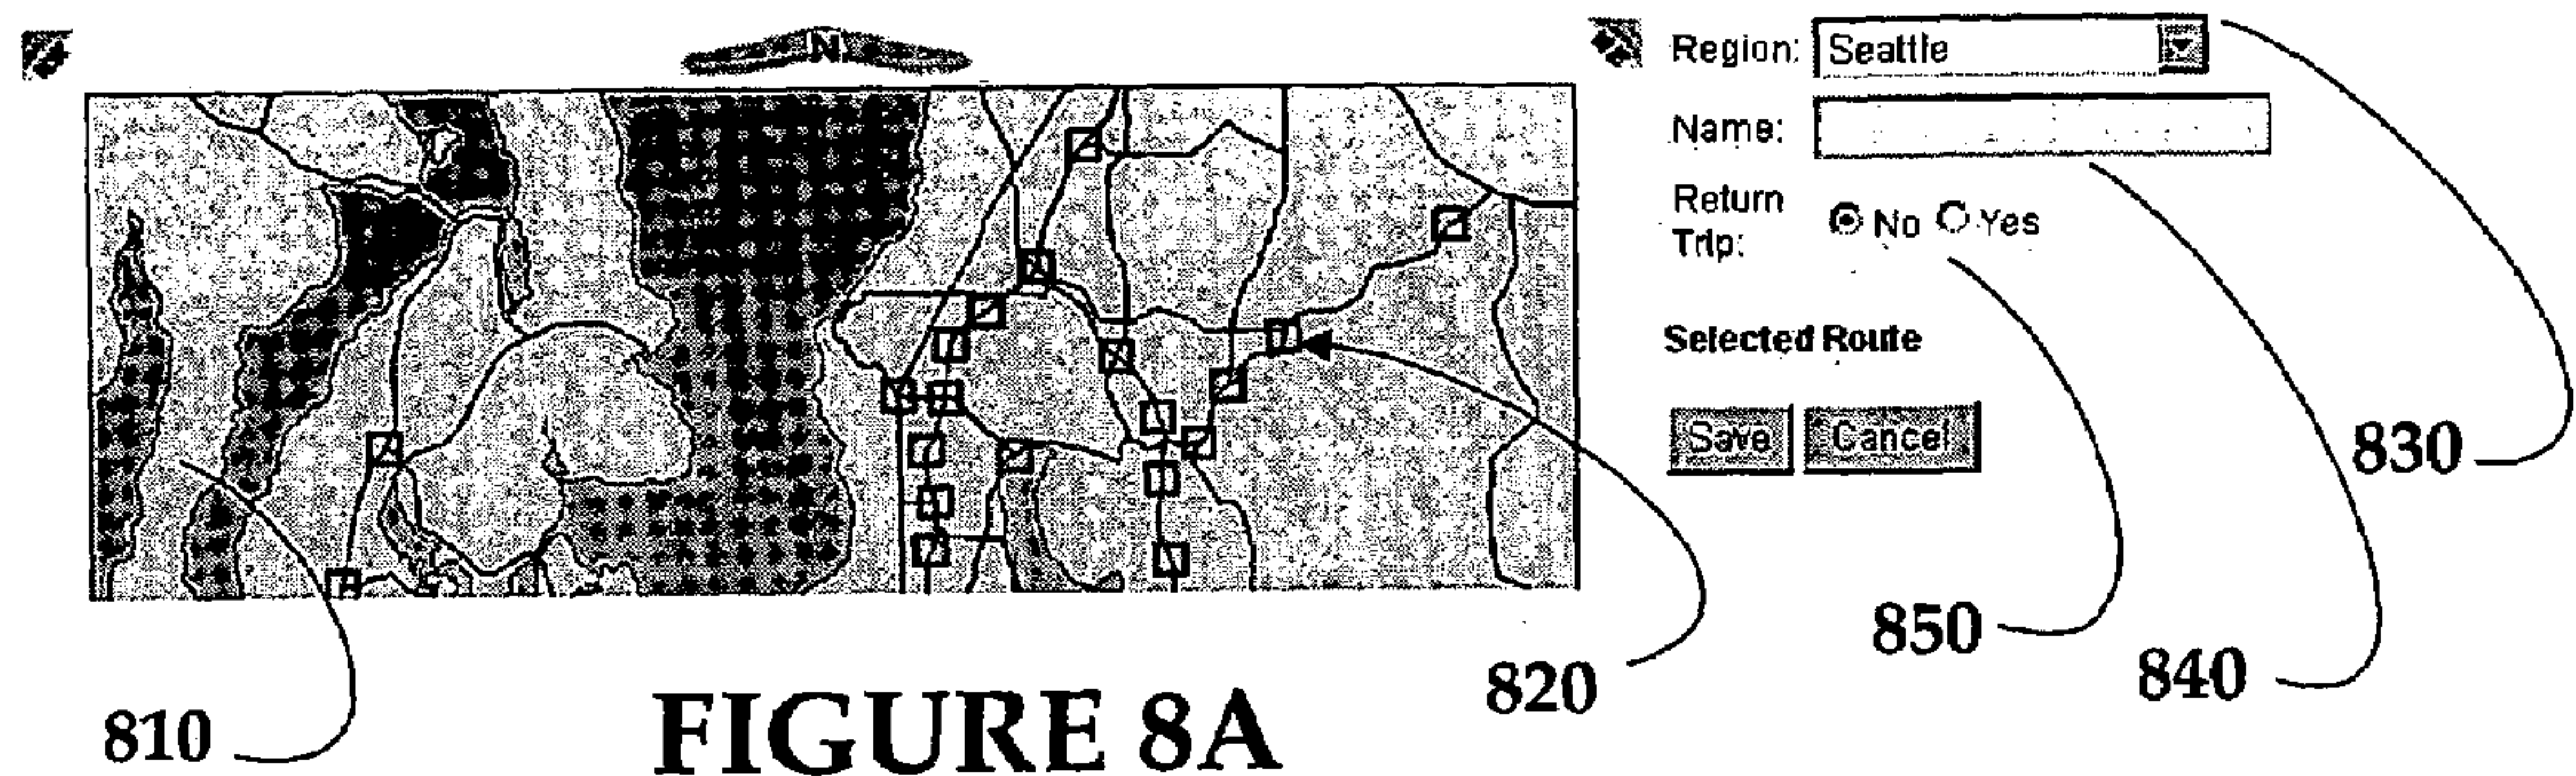 N
Region: Seattle
Name:
Return
Trip:
No Yes
Selected Route
Save Cancel
830
850
840
820
810
FIGURE 8A